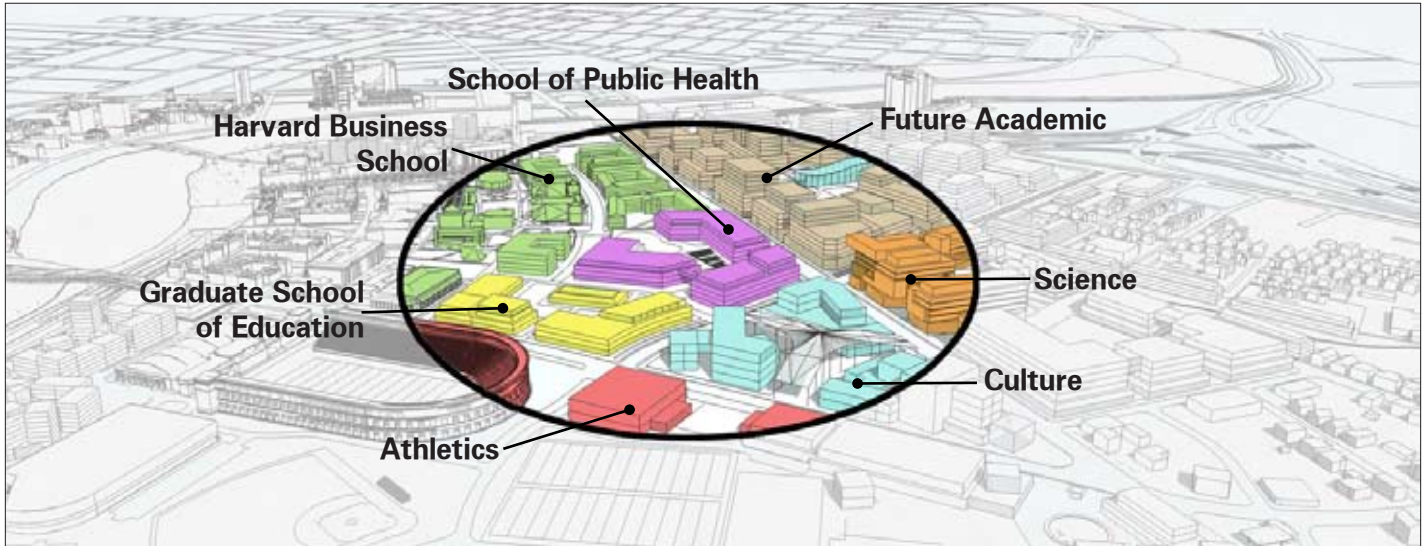 School of Public Health
Harvard Business
School
Future Academic
Graduate School
of Education
Science
Culture
Athletics